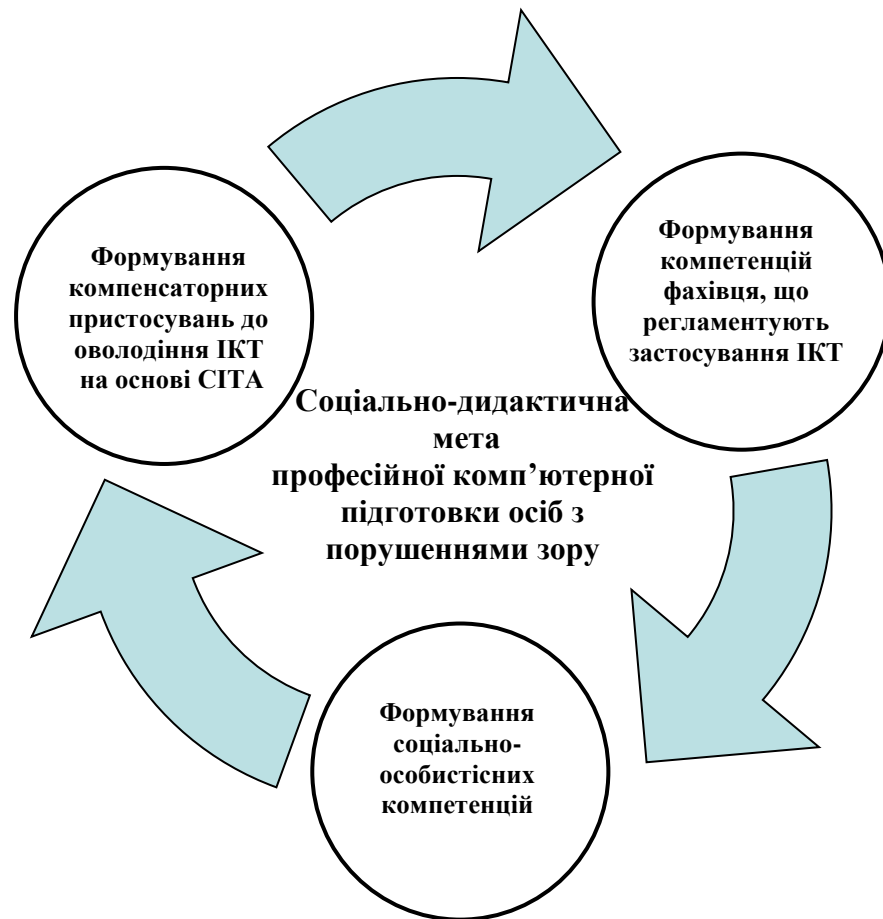 Формування
компенсаторних
пристосувань до
оволодіння ІКТ
на основі СІТА
Формування
компетенцій
фахівця, що
регламентують
застосування ІКТ
Соціально-дидактична
мета
професійної комп’ютерної
підготовки осіб з
порушеннями зору
Формування
соціально-
особистісних
компетенцій